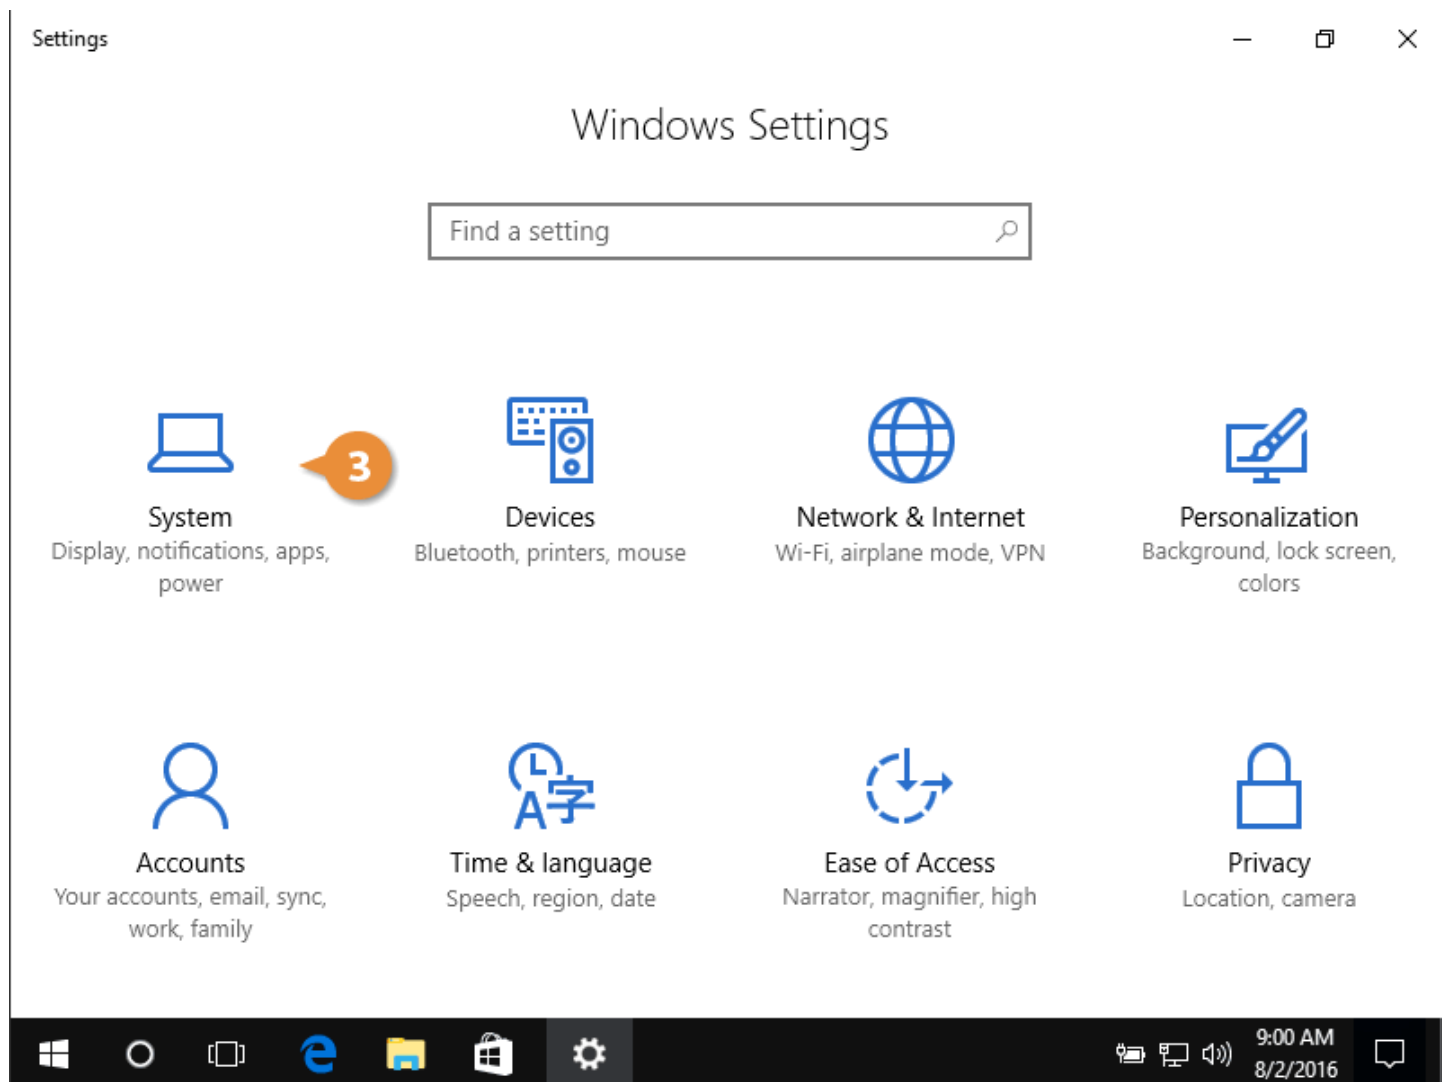 Settings
Windows Settings
Find a setting
3
System
Display, notifications, apps,
power
Devices
Bluetooth, printers, mouse
Network & Internet
Wi-Fi, airplane mode, VPN
Personalization
Background, lock screen,
colors
Accounts
Your accounts, email, sync,
work, family
Time & language
Speech, region, date
Ease of Access
Narrator, magnifier, high
contrast
Privacy
Location, camera
9:00 AM
8/2/2016